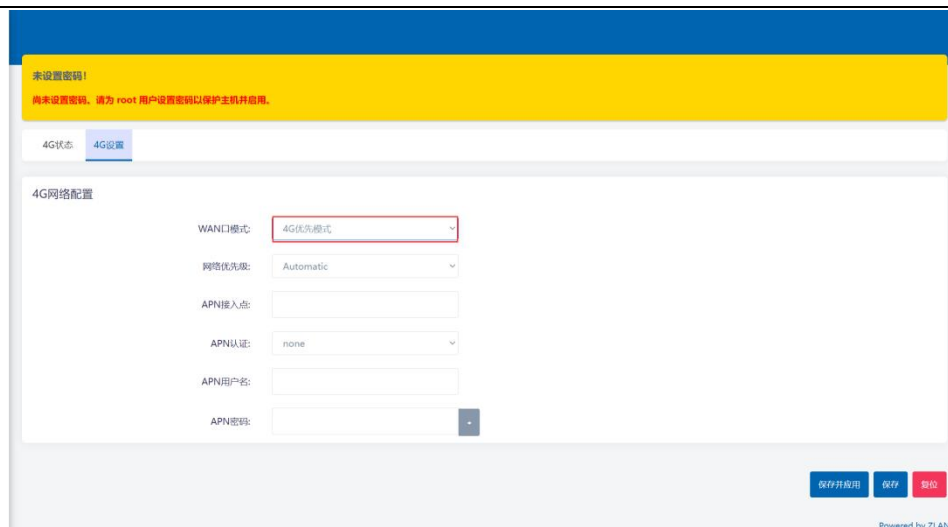 未设置密码!
尚未设置密码。请为 root 用户设置密码以保护主机并启用。
4G状态 4G设置
4G网络配置
WAN口模式: 4G优先模式
网络优先级: Automatic
APN接入点:
APN认证: none
APN用户名:
APN密码:
保存并应用 保存 复位
Powered by ZLAN